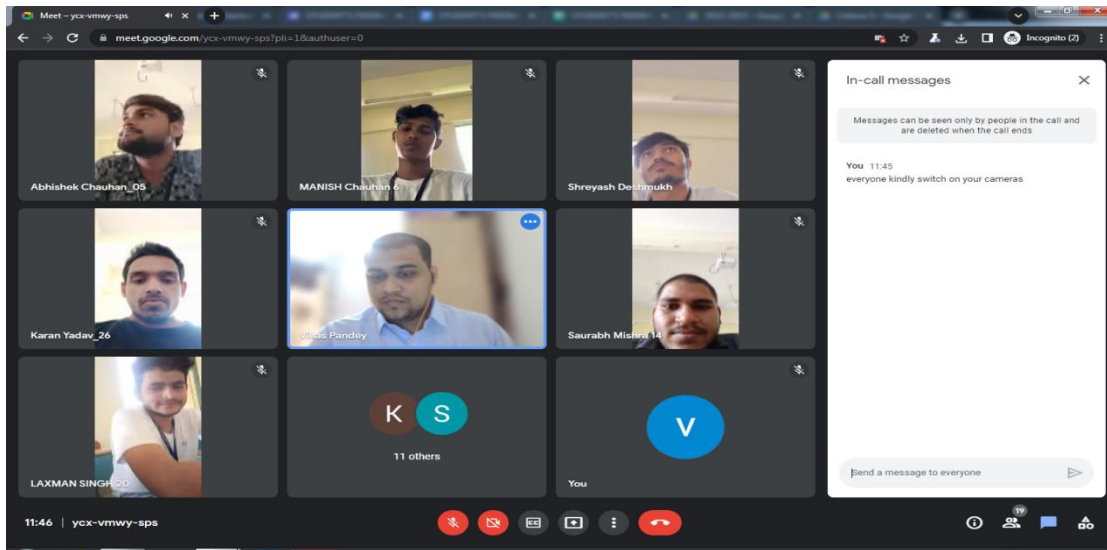 Meet – ycx-vmwy-sps
meet.google.com/ycx-vmwy-sps?pli=1&authuser=0
Incognito (2)
Abhishek Chauhan_05
MANISH Chauhan 6
Shreyash Deshmukh
In-call messages
Messages can be seen only by people in the call and
are deleted when the call ends
You 11:45
everyone kindly switch on your cameras
Karan Yadav_26
Vikas Pandey
Saurabh Mishra 14
LAXMAN SINGH 20
K S
11 others
V
You
Send a message to everyone
11:46 | ycx-vmwy-sps
CC
19